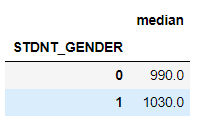 median
STDNT_GENDER
0 990.0
1 1030.0